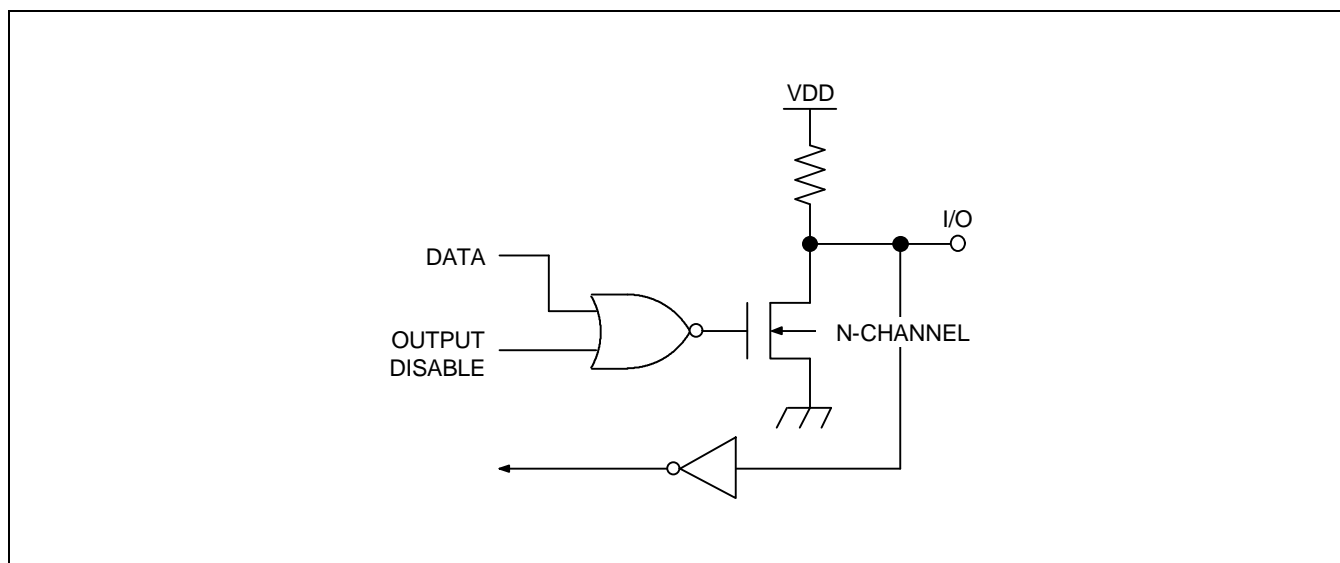 VDD
I/O
DATA
OUTPUT
DISABLE
N-CHANNEL